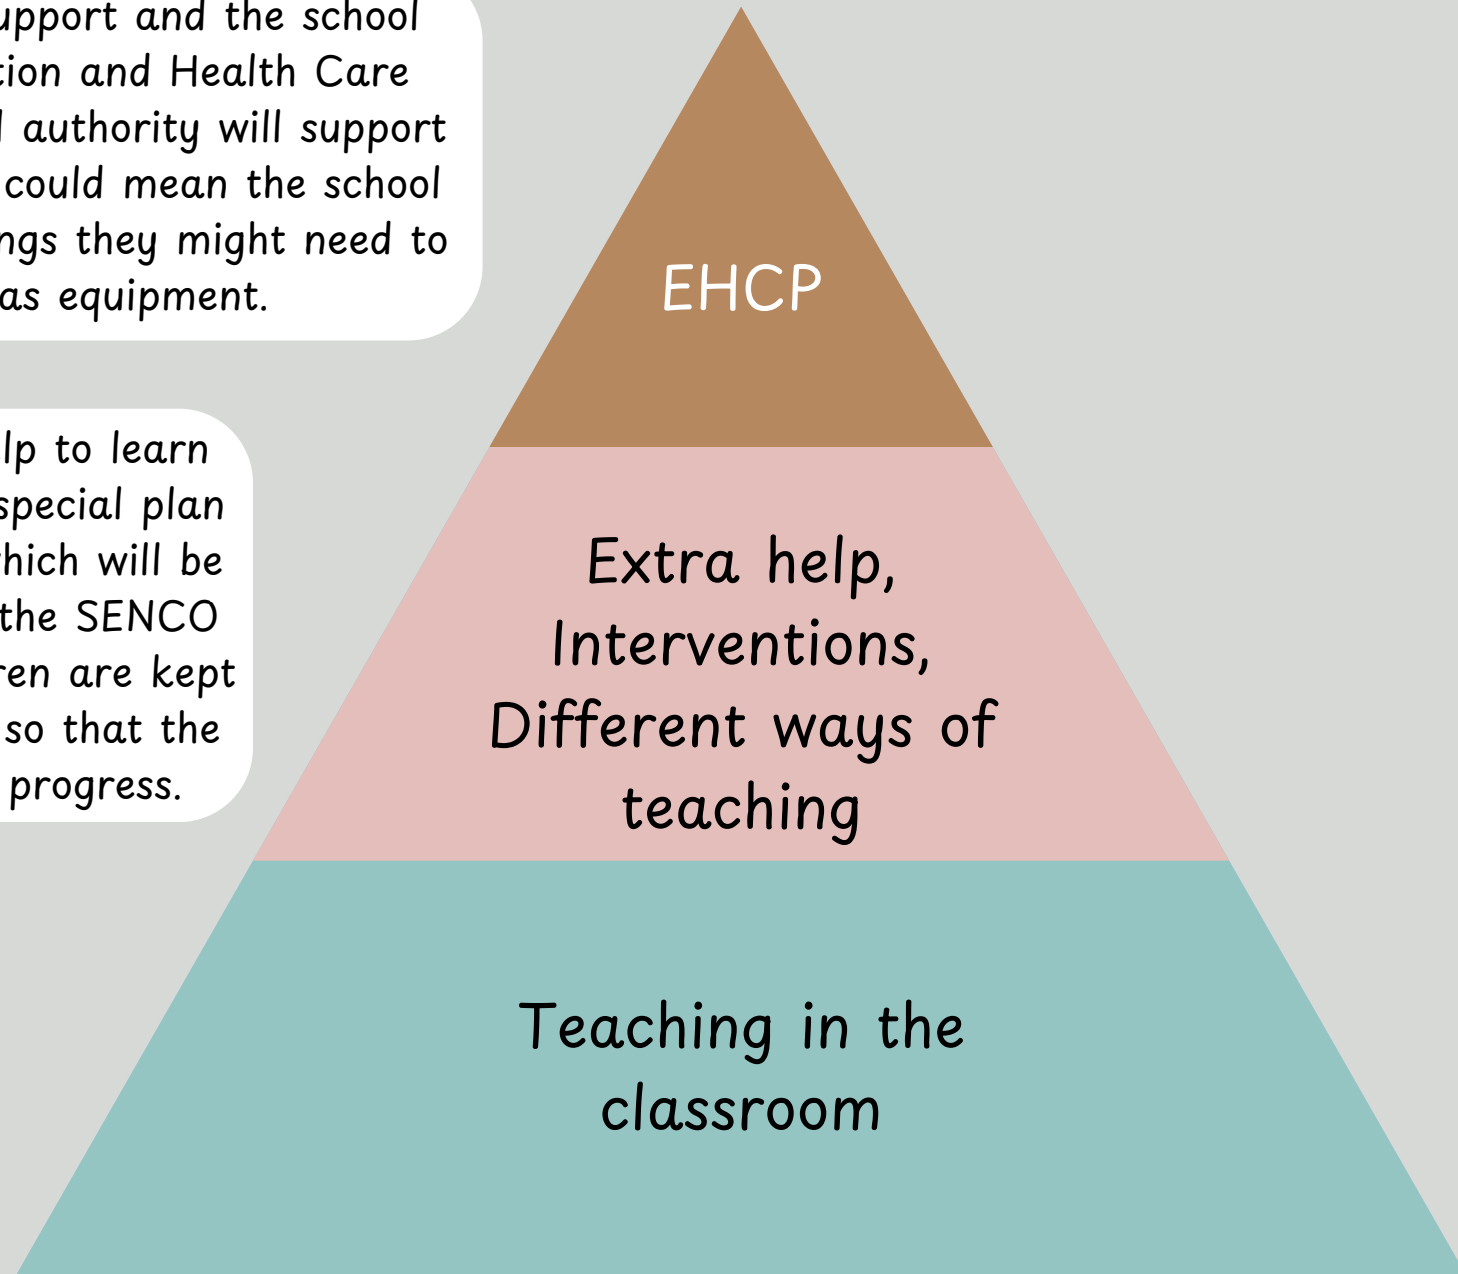 upport and the school
tion and Health Care
authority will support
could mean the school
ngs they might need to
as equipment.
EHCP
lp to learn
special plan
hich will be
the SENCO
ren are kept
so that the
progress.
Extra help,
Interventions,
Different ways of
teaching
Teaching in the
classroom